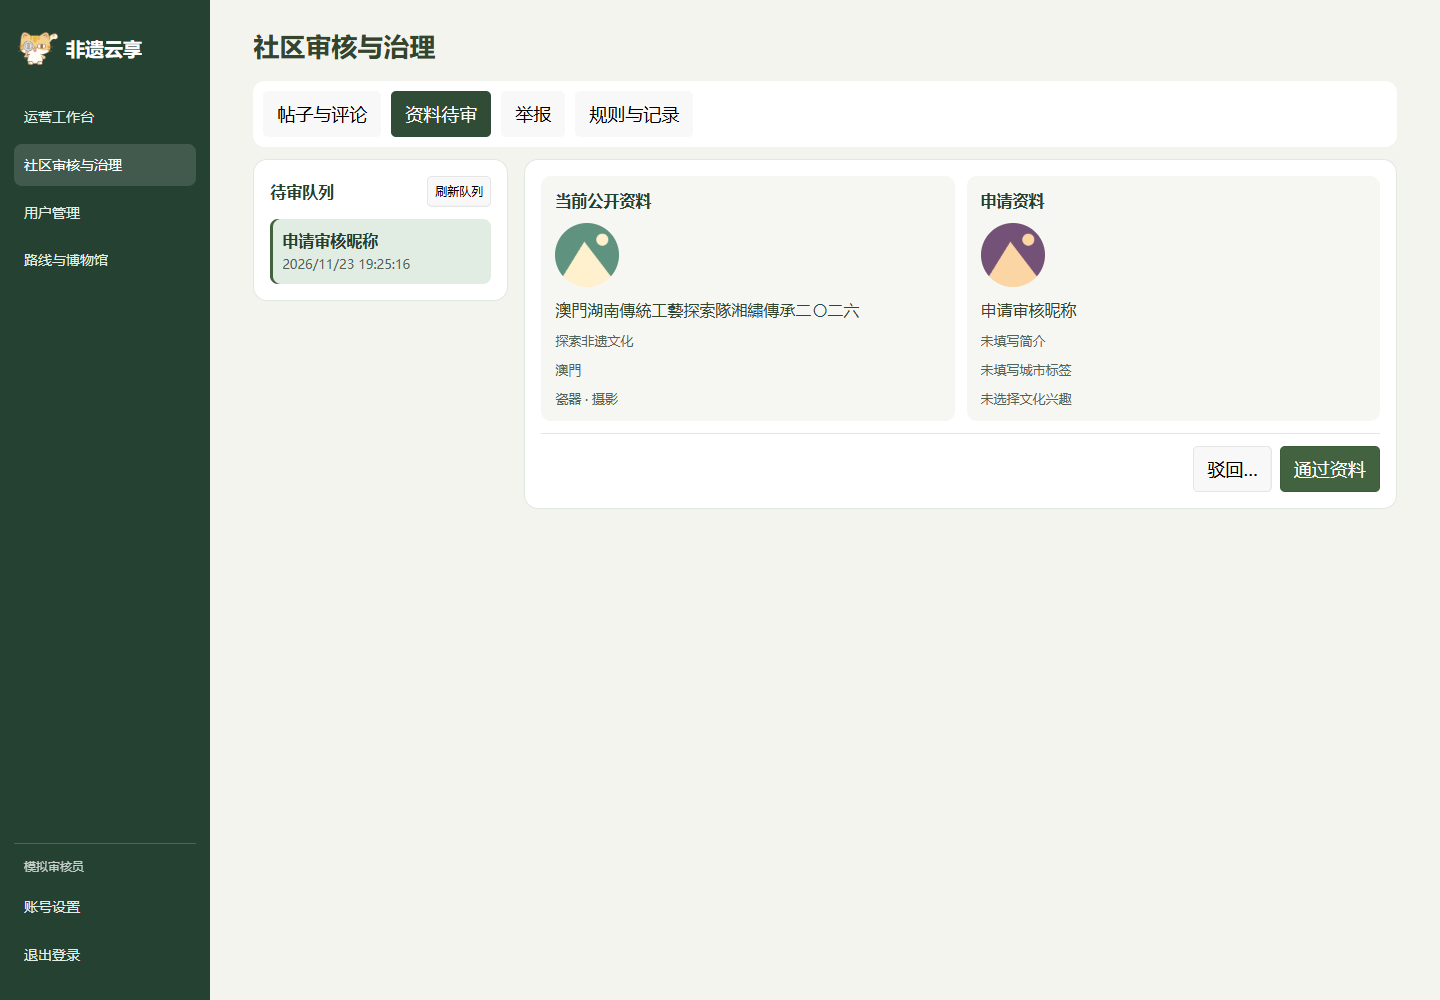 非遗云享
运营工作台
社区审核与治理
用户管理
路线与博物馆
模拟审核员
账号设置
退出登录
社区审核与治理
帖子与评论
资料待审
举报
规则与记录
待审队列
刷新队列
申请审核昵称
2026/11/23 19:25:16
当前公开资料
澳門湖南傳統工藝探索隊湘繡傳承二〇二六
探索非遗文化
澳門
瓷器 · 摄影
申请资料
申请审核昵称
未填写简介
未填写城市标签
未选择文化兴趣
驳回...
通过资料